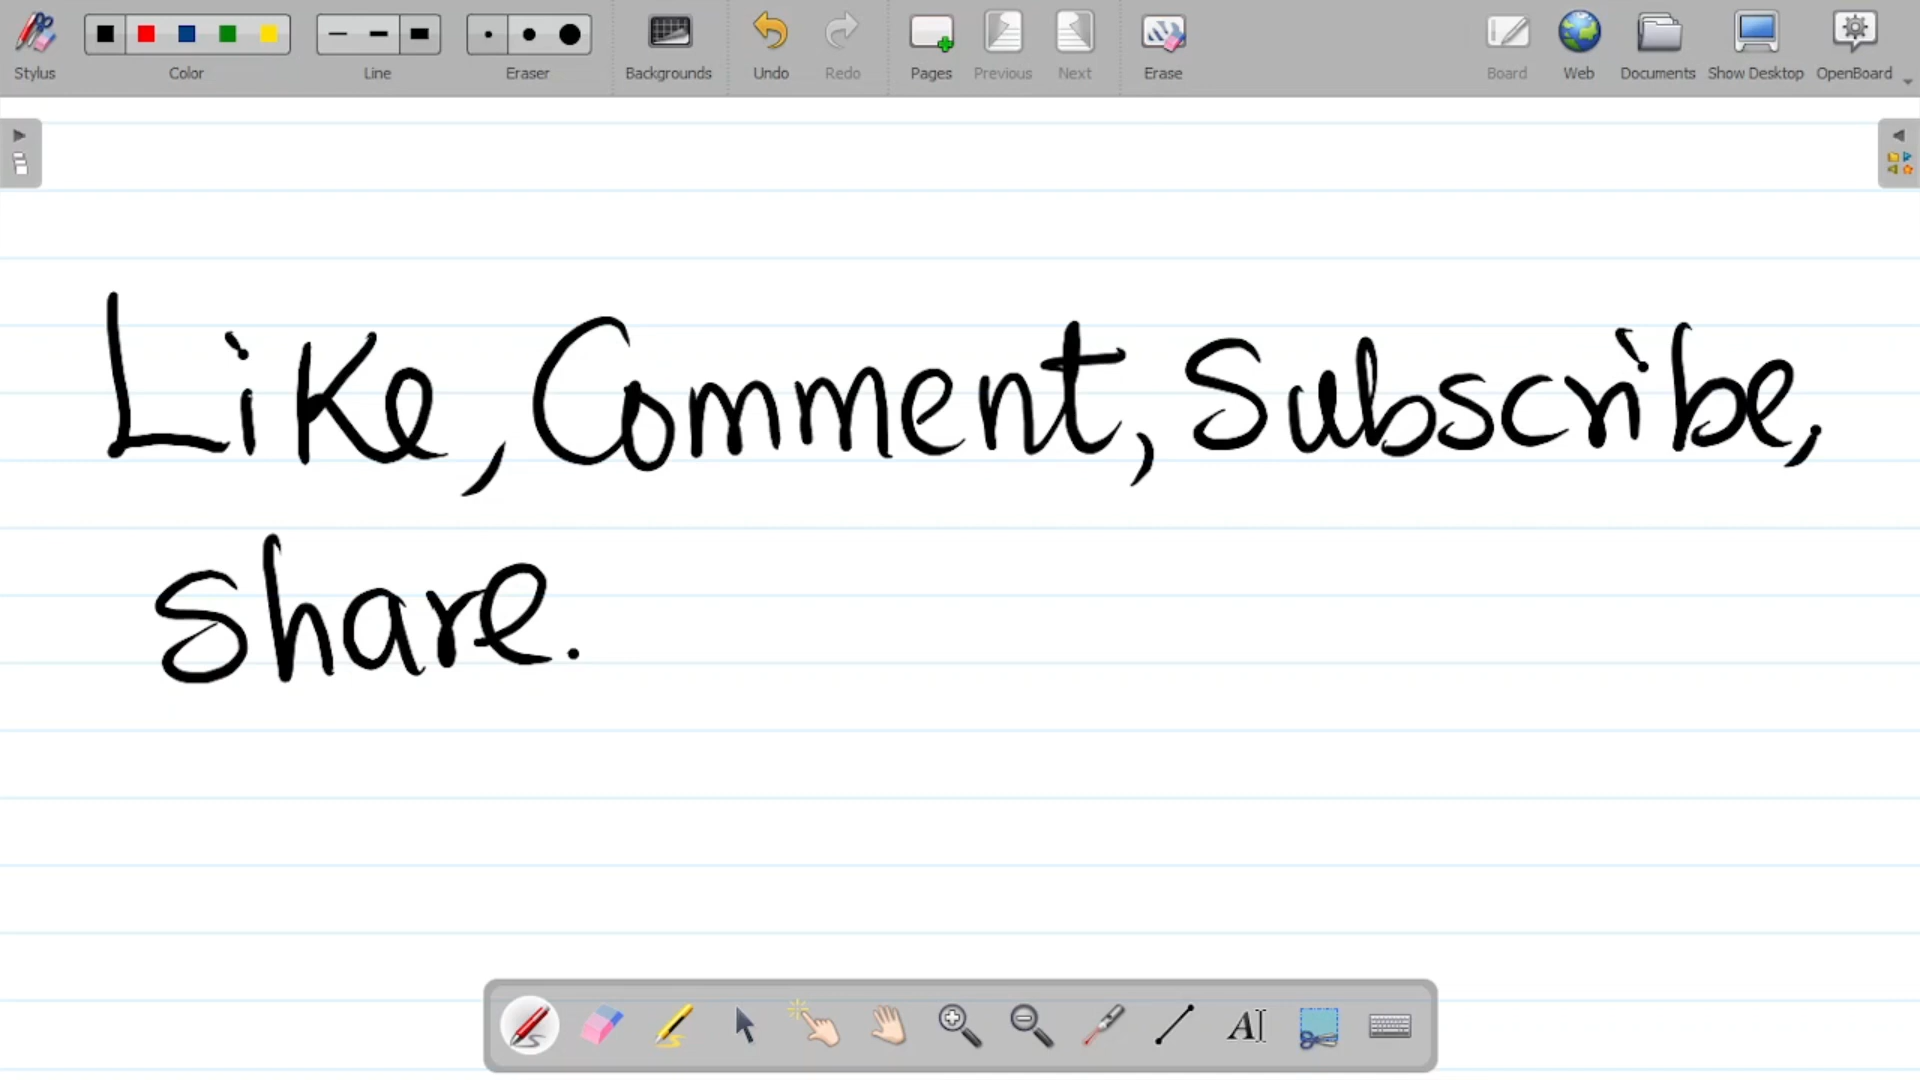 Stylus Color Line Eraser Backgrounds Undo Redo Pages Previous Next Erase Board Web Documents Show Desktop OpenBoard
Like, Comment, Subscribe,
Share.